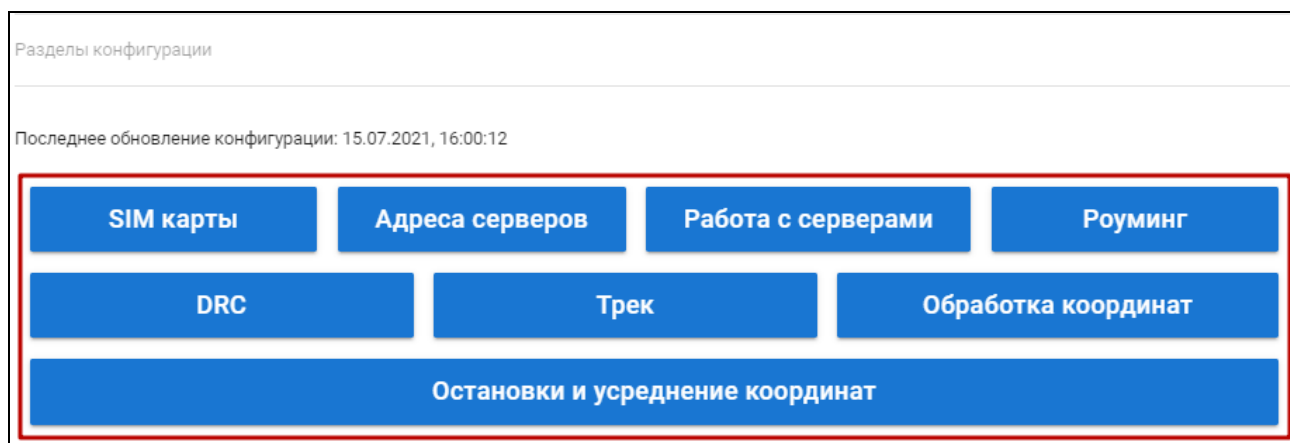 Разделы конфигурации
Последнее обновление конфигурации: 15.07.2021, 16:00:12
SIM карты Адреса серверов Работа с серверами Роуминг
DRC Трек Обработка координат
Остановки и усреднение координат